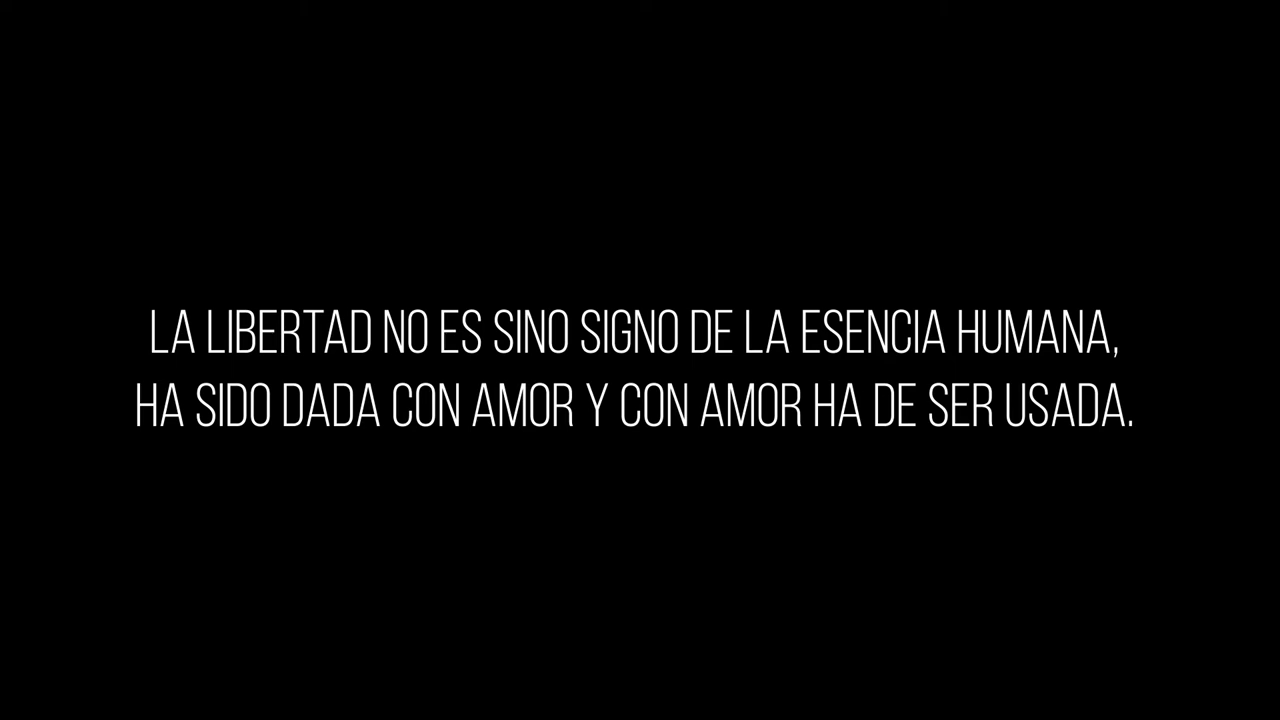 LA LIBERTAD NO ES SINO SIGNO DE LA ESENCIA HUMANA,
HA SIDO DADA CON AMOR Y CON AMOR HA DE SER USADA.